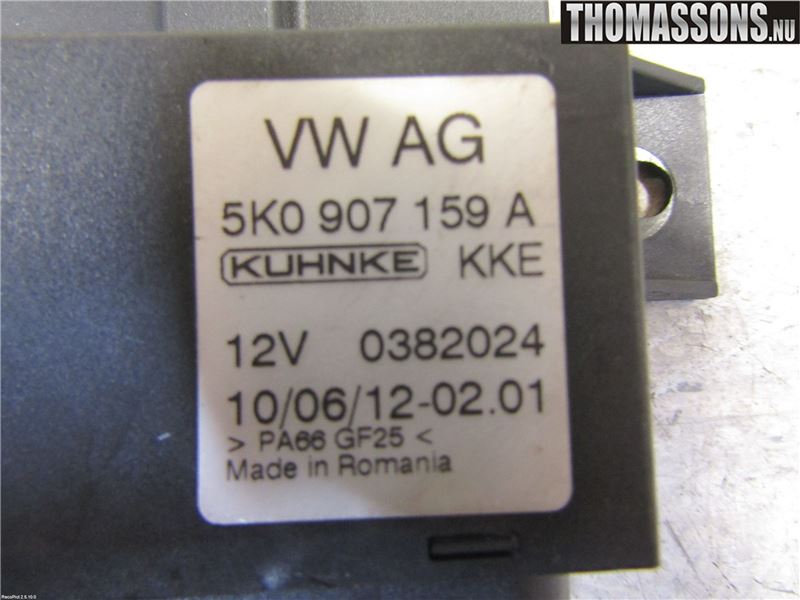 THOMASSONS.NU
VW AG
5K0 907 159 A
KUHNKE KKE
12V 0382024
10/06/12-02.01
> PA66 GF25 <
Made in Romania